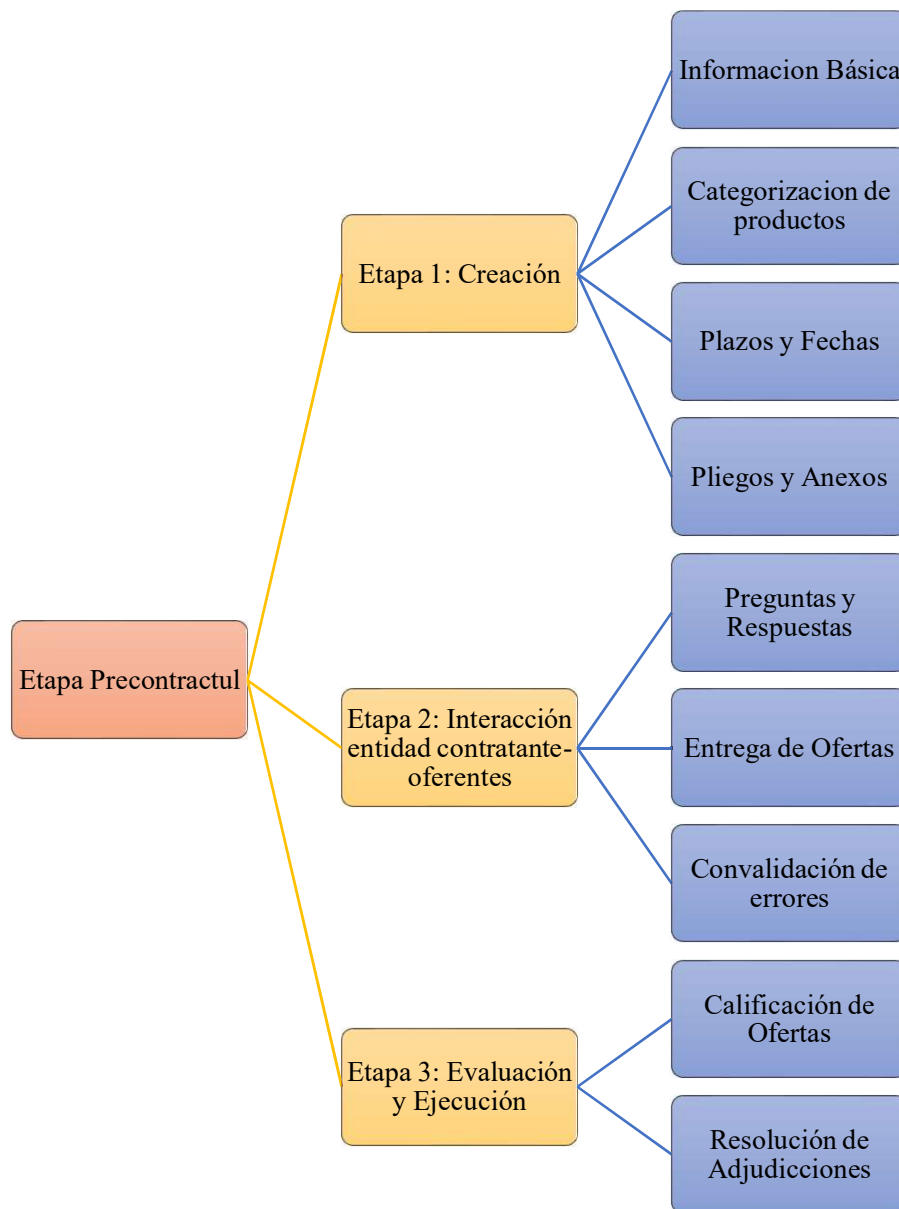 Etapa Precontractul
Etapa 1: Creación
Informacion Básica
Categorizacion de
productos
Plazos y Fechas
Pliegos y Anexos
Etapa 2: Interacción
entidad contratante-
oferentes
Preguntas y
Respuestas
Entrega de Ofertas
Convalidación de
errores
Etapa 3: Evaluación
y Ejecución
Calificación de
Ofertas
Resolución de
Adjudicciones